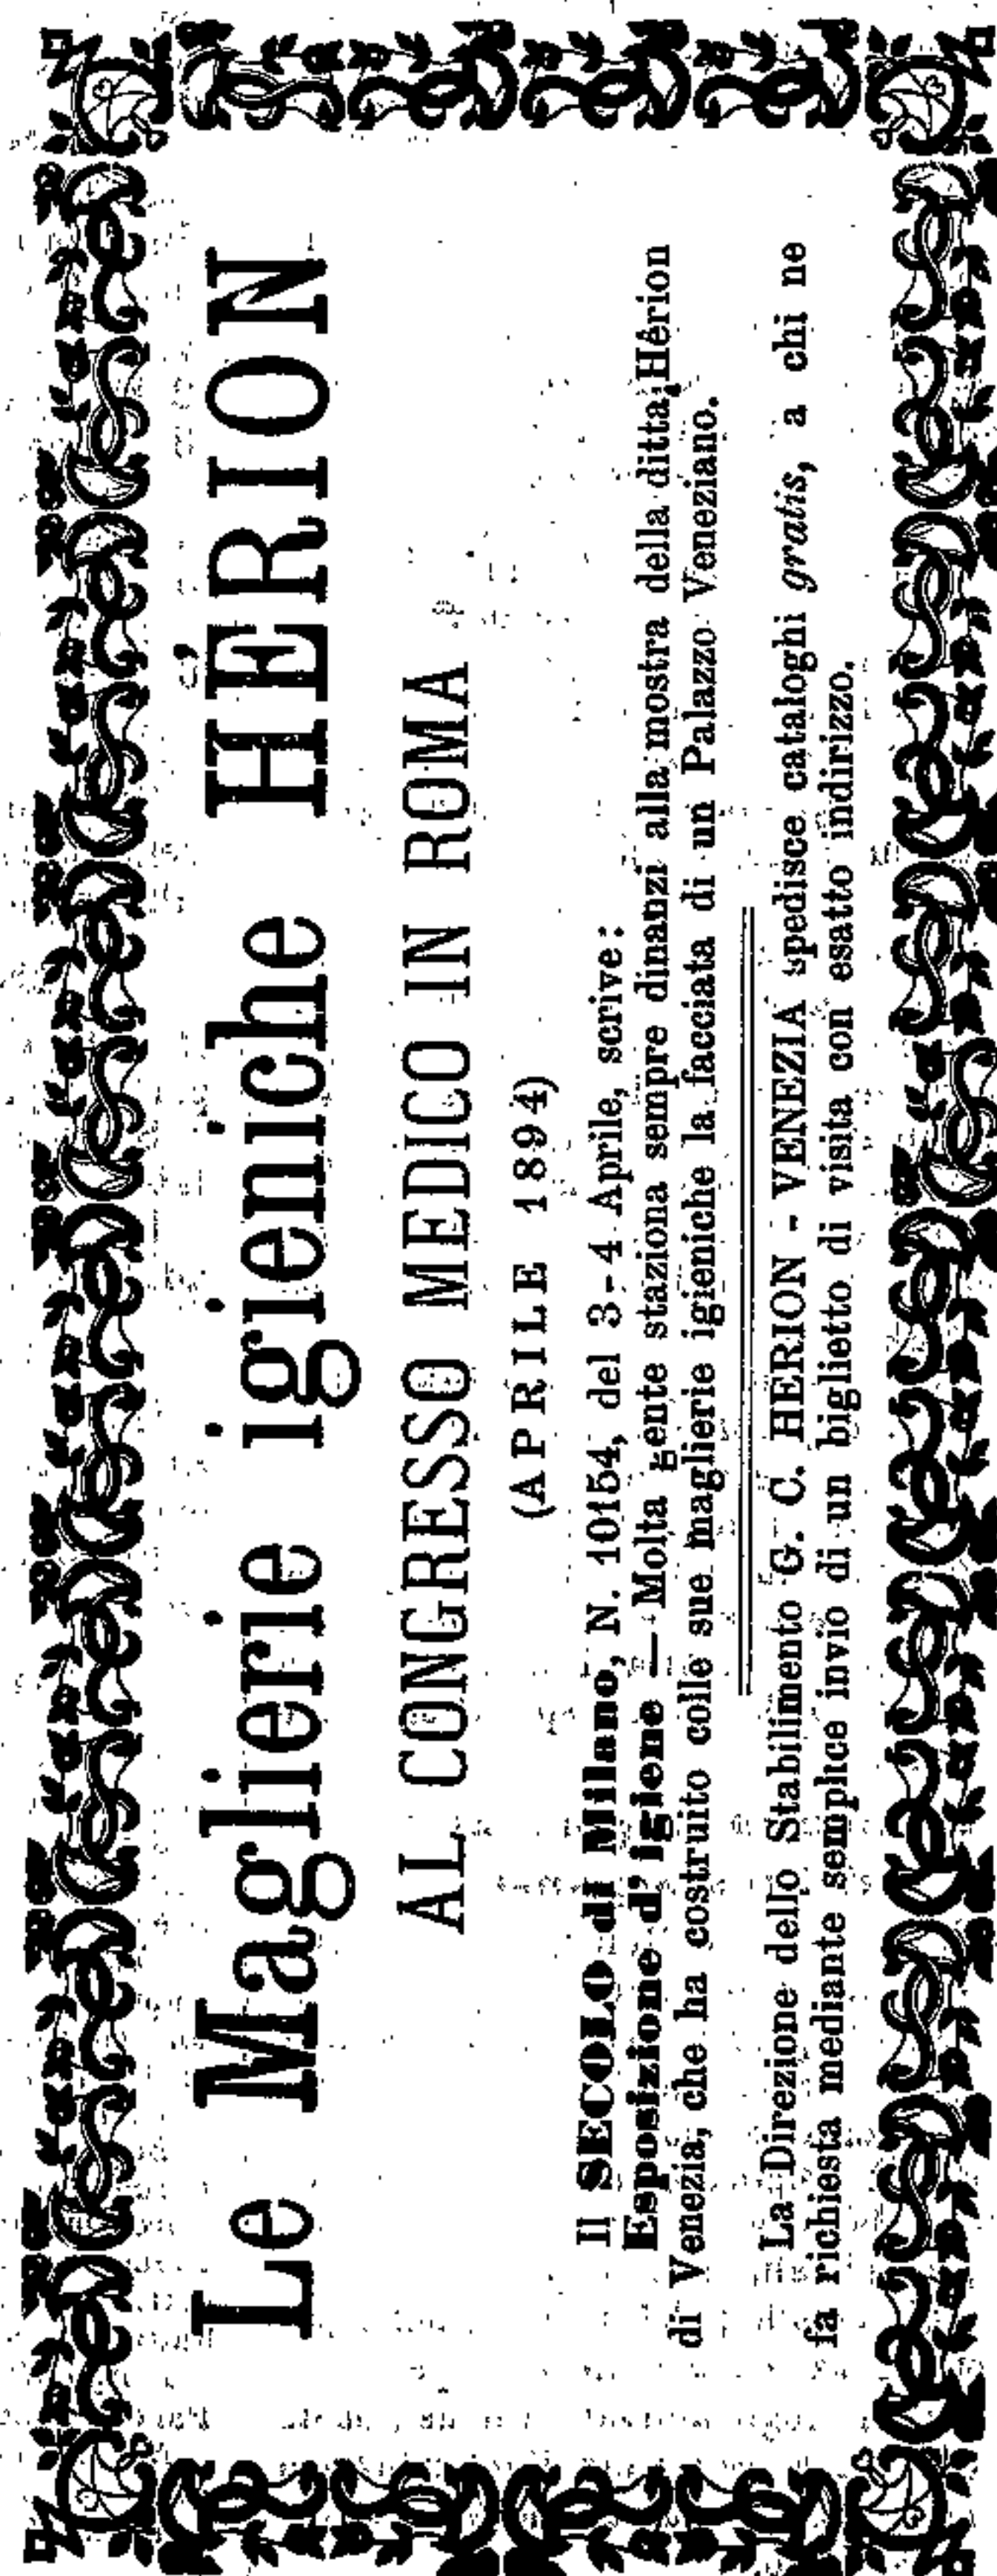 Le Maglierie igieniche HÉRION
AL CONGRESSO MEDICO IN ROMA
(APRILE 1894)
Il SECOLO di Milano, N. 10154, del 3-4 Aprile, scrive:
Esposizione d'igiene — Molta gente staziona sempre dinanzi alla mostra della ditta Hérion
di Venezia, che ha costruito colle sue maglierie igieniche la facciata di un Palazzo Veneziano.
La Direzione dello Stabilimento G. C. HERION - VENEZIA spedisce cataloghi gratis, a chi ne
fa richiesta mediante semplice invio di un biglietto di visita con esatto indirizzo.